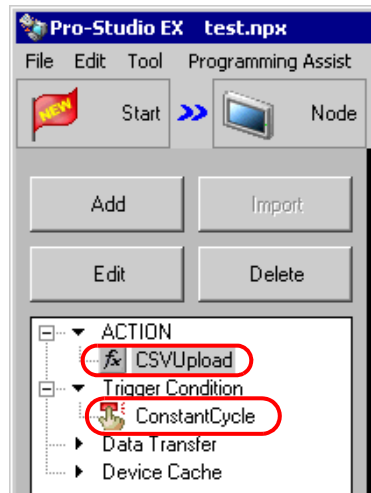 Pro-Studio EX test.npx
File Edit Tool Programming Assist
NEW Start Node
Add Import
Edit Delete
ACTION
fx CSVUpload
Trigger Condition
ConstantCycle
Data Transfer
Device Cache